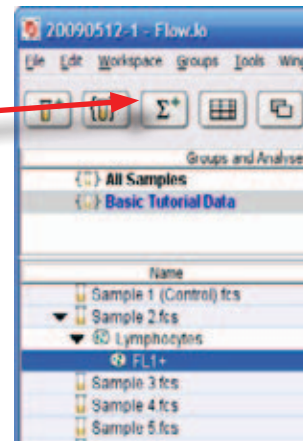 20090512-1 - FlowJo
File Edit Workspace Groups Tools
{ } Σ+
Groups and Analyse
{ } All Samples
{ } Basic Tutorial Data
Name
Sample 1 (Control).fcs
Sample 2.fcs
Lymphocytes
FL1+
Sample 3.fcs
Sample 4.fcs
Sample 5.fcs